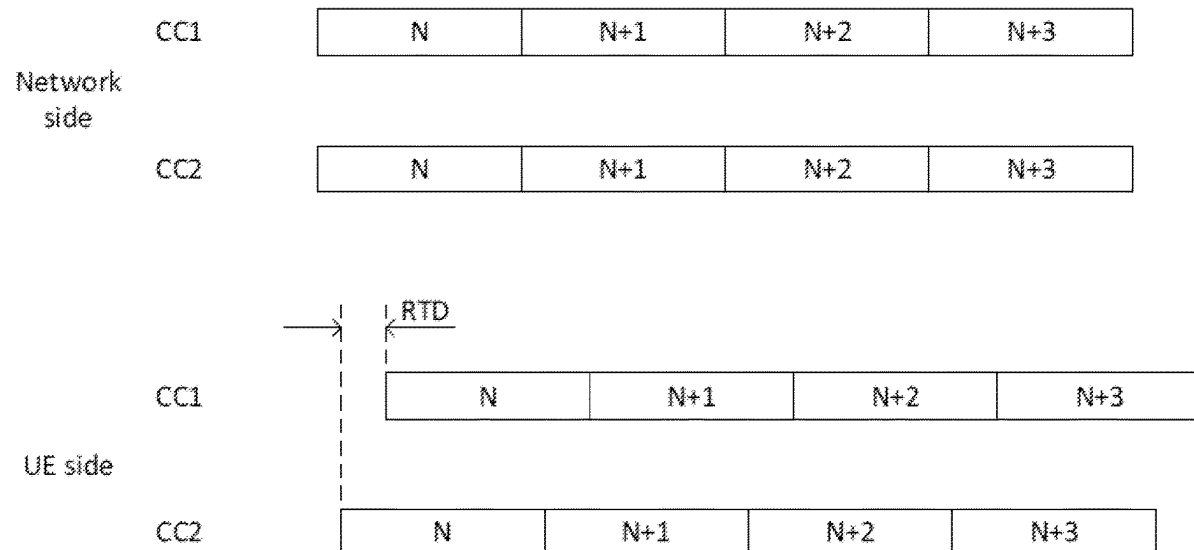 CC1 N N+1 N+2 N+3
Network
side
CC2 N N+1 N+2 N+3
RTD
CC1 N N+1 N+2 N+3
UE side
CC2 N N+1 N+2 N+3